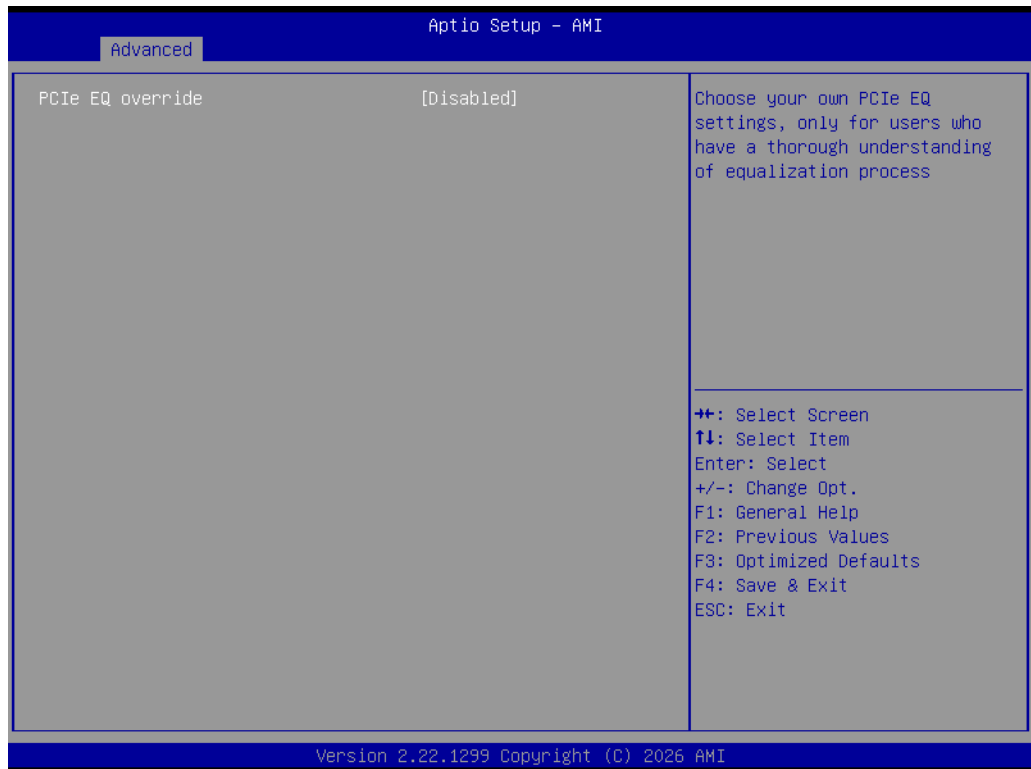 Aptio Setup – AMI
Advanced
PCIe EQ override [Disabled]
Choose your own PCIe EQ
settings, only for users who
have a thorough understanding
of equalization process
→←: Select Screen
↑↓: Select Item
Enter: Select
+/-: Change Opt.
F1: General Help
F2: Previous Values
F3: Optimized Defaults
F4: Save & Exit
ESC: Exit
Version 2.22.1299 Copyright (C) 2026 AMI